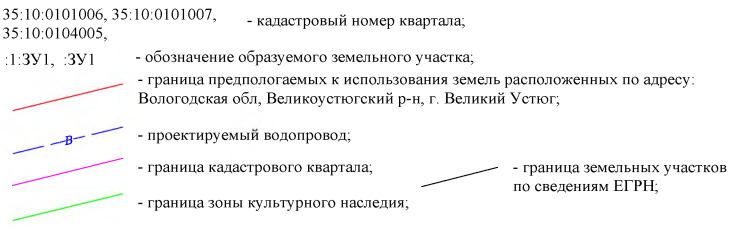 35:10:0101006, 35:10:0101007, - кадастровый номер квартала;
35:10:0104005,
:1:ЗУ1, :ЗУ1 - обозначение образуемого земельного участка;
- граница предпологаемых к использования земель расположенных по адресу:
Вологодская обл, Великоустюгский р-н, г. Великий Устюг;
В - проектируемый водопровод;
- граница кадастрового квартала;
- граница земельных участков
по сведениям ЕГРН;
- граница зоны культурного наследия;